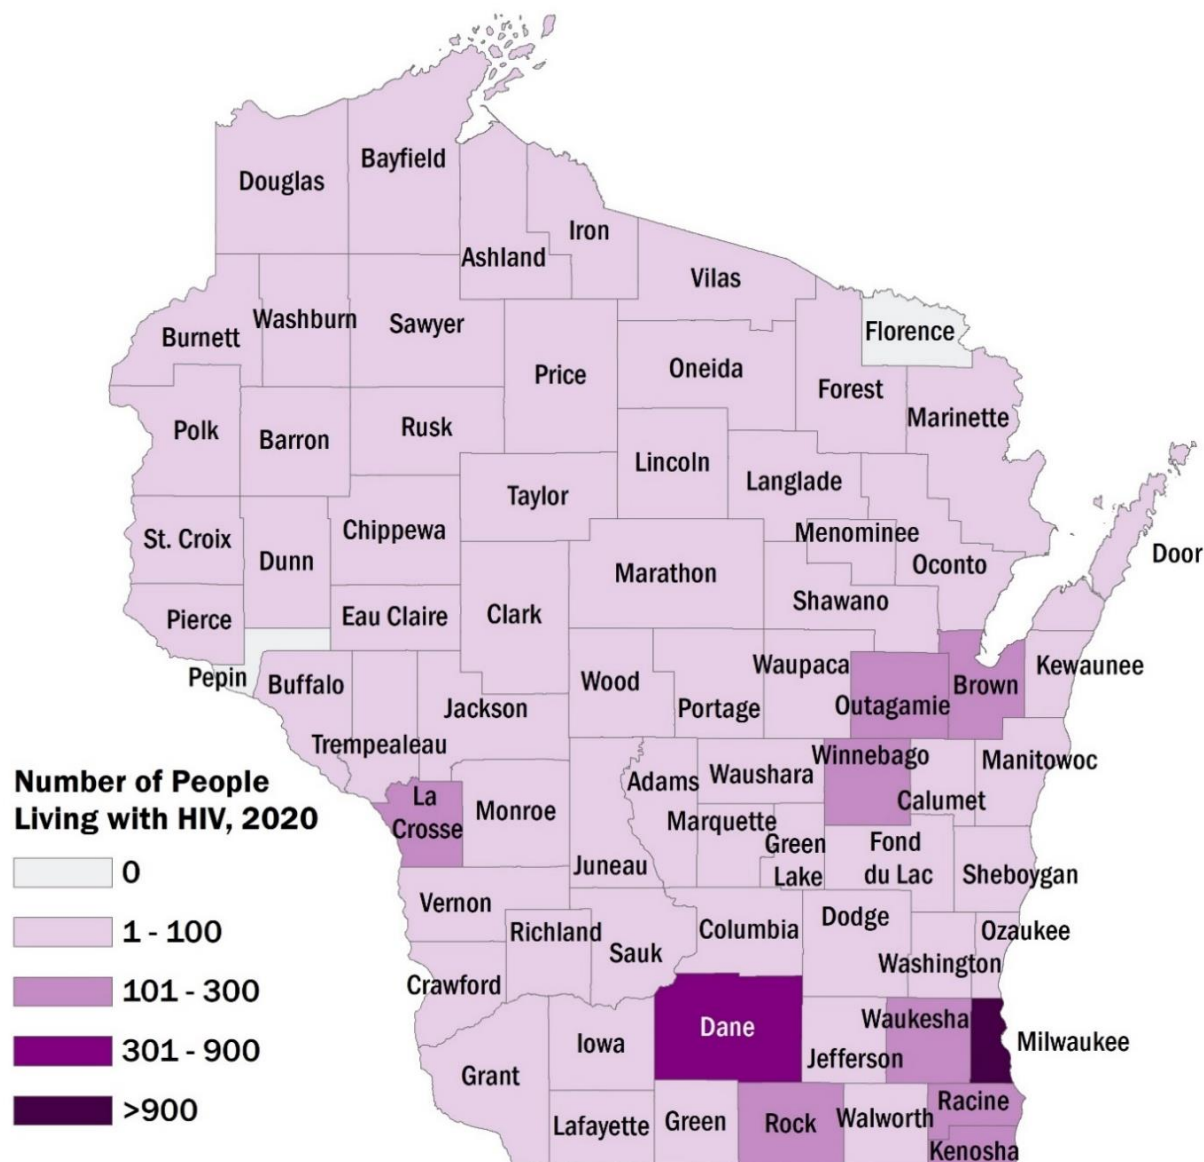 Bayfield
Douglas
Iron
Ashland
Vilas
Florence
Washburn
Sawyer
Burnett
Oneida
Price
Forest
Marinette
Polk
Barron
Rusk
Lincoln
Langlade
Taylor
Chippewa
Menominee
St. Croix
Dunn
Door
Oconto
Marathon
Shawano
Clark
Pierce
Eau Claire
Waupaca
Kewaunee
Pepin
Buffalo
Wood
Brown
Outagamie
Portage
Jackson
Trempealeau
Winnebago
Manitowoc
Number of People
Living with HIV, 2020
0
1 - 100
101 - 300
301 - 900
>900
Adams
Waushara
La
Crosse
Monroe
Calumet
Marquette
Green
Lake
Fond
du Lac
Juneau
Sheboygan
Vernon
Dodge
Columbia
Ozaukee
Richland
Sauk
Washington
Crawford
Dane
Waukesha
Milwaukee
Iowa
Jefferson
Grant
Racine
Lafayette
Green
Rock
Walworth
Kenosha